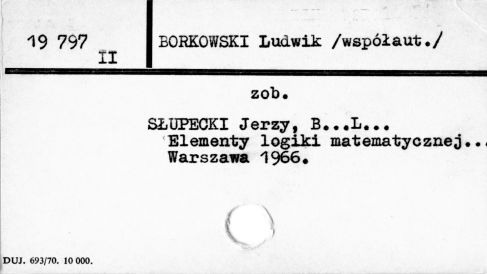 19 797 II
BORKOWSKI Ludwik /współaut./
zob.
SŁUPECKI Jerzy, B...L...
Elementy logiki matematycznej...
Warszawa 1966.
DUJ. 693/70. 10 000.